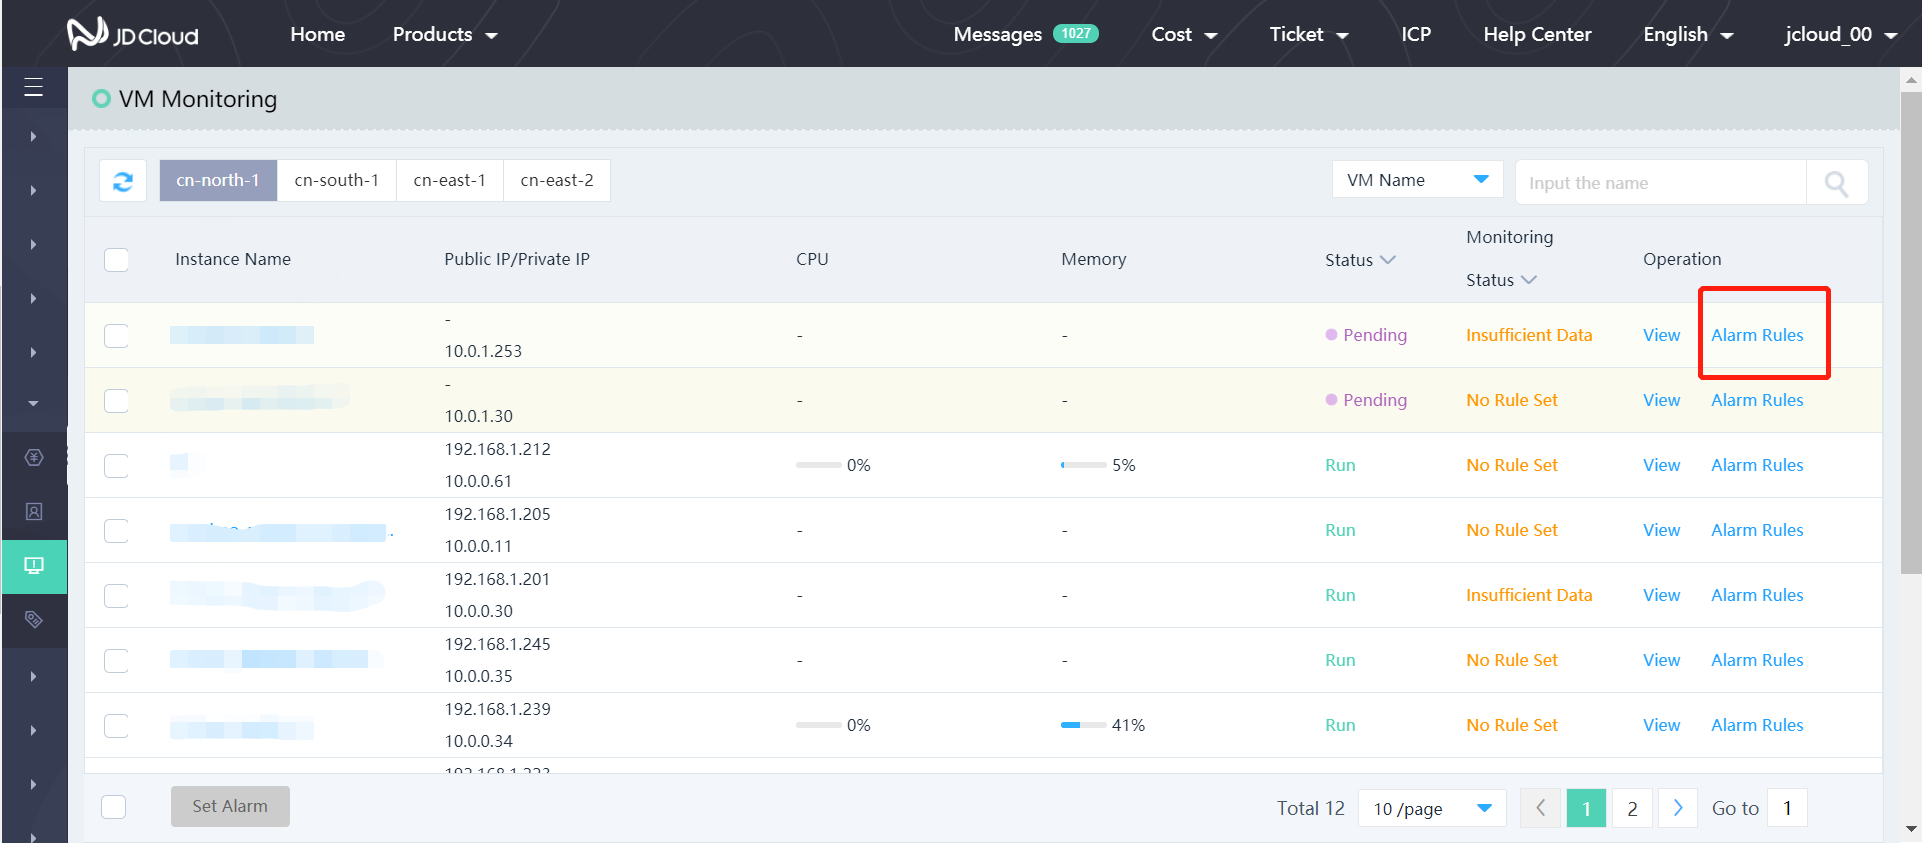 JD Cloud Home Products Messages 1027 Cost Ticket ICP Help Center English jcloud_00
VM Monitoring
cn-north-1 cn-south-1 cn-east-1 cn-east-2 VM Name Input the name
Instance Name Public IP/Private IP CPU Memory Status Monitoring Status Operation
-
10.0.1.253
- - Pending Insufficient Data View Alarm Rules
-
10.0.1.30
- - Pending No Rule Set View Alarm Rules
192.168.1.212
10.0.0.61
0% 5% Run No Rule Set View Alarm Rules
192.168.1.205
10.0.0.11
- - Run No Rule Set View Alarm Rules
192.168.1.201
10.0.0.30
- - Run Insufficient Data View Alarm Rules
192.168.1.245
10.0.0.35
- - Run No Rule Set View Alarm Rules
192.168.1.239
10.0.0.34
0% 41% Run No Rule Set View Alarm Rules
Set Alarm Total 12 10 /page 1 2 Go to 1